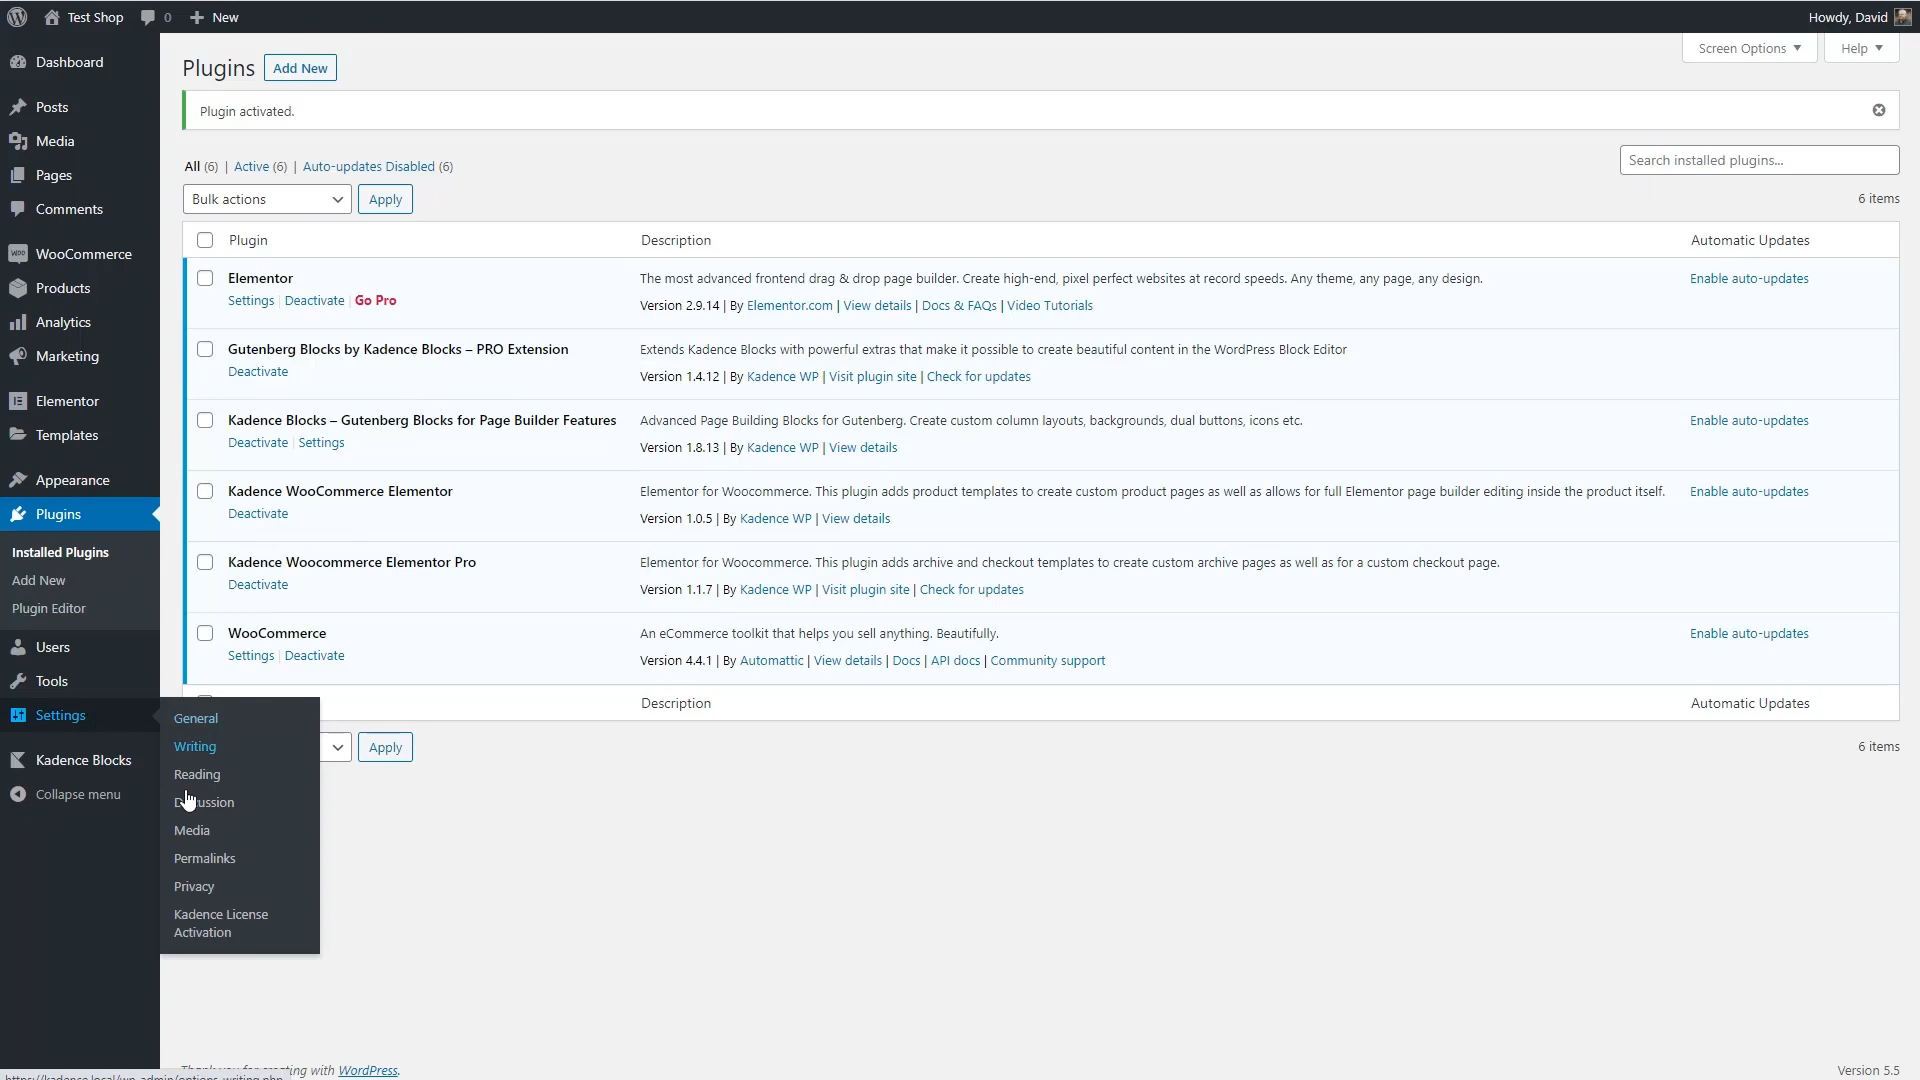 Test Shop 0 New Howdy, David
Screen Options Help
Dashboard
Posts
Media
Pages
Comments
WooCommerce
Products
Analytics
Marketing
Elementor
Templates
Appearance
Plugins
Installed Plugins
Add New
Plugin Editor
Users
Tools
Settings
Kadence Blocks
Collapse menu
General
Writing
Reading
Media
Permalinks
Privacy
Kadence License
Activation
Plugins Add New
Plugin activated.
All (6) | Active (6) | Auto-updates Disabled (6)
Search installed plugins...
Bulk actions Apply 6 items
Plugin Description Automatic Updates
Elementor The most advanced frontend drag & drop page builder. Create high-end, pixel perfect websites at record speeds. Any theme, any page, any design. Enable auto-updates
Settings | Deactivate | Go Pro
Version 2.9.14 | By Elementor.com | View details | Docs & FAQs | Video Tutorials
Gutenberg Blocks by Kadence Blocks – PRO Extension Extends Kadence Blocks with powerful extras that make it possible to create beautiful content in the WordPress Block Editor
Deactivate
Version 1.4.12 | By Kadence WP | Visit plugin site | Check for updates
Kadence Blocks – Gutenberg Blocks for Page Builder Features Advanced Page Building Blocks for Gutenberg. Create custom column layouts, backgrounds, dual buttons, icons etc. Enable auto-updates
Deactivate | Settings
Version 1.8.13 | By Kadence WP | View details
Kadence WooCommerce Elementor Elementor for Woocommerce. This plugin adds product templates to create custom product pages as well as allows for full Elementor page builder editing inside the product itself. Enable auto-updates
Deactivate
Version 1.0.5 | By Kadence WP | View details
Kadence Woocommerce Elementor Pro Elementor for Woocommerce. This plugin adds archive and checkout templates to create custom archive pages as well as for a custom checkout page.
Deactivate
Version 1.1.7 | By Kadence WP | Visit plugin site | Check for updates
WooCommerce An eCommerce toolkit that helps you sell anything. Beautifully. Enable auto-updates
Settings | Deactivate
Version 4.4.1 | By Automattic | View details | Docs | API docs | Community support
Description Automatic Updates
Apply 6 items
with WordPress. Version 5.5